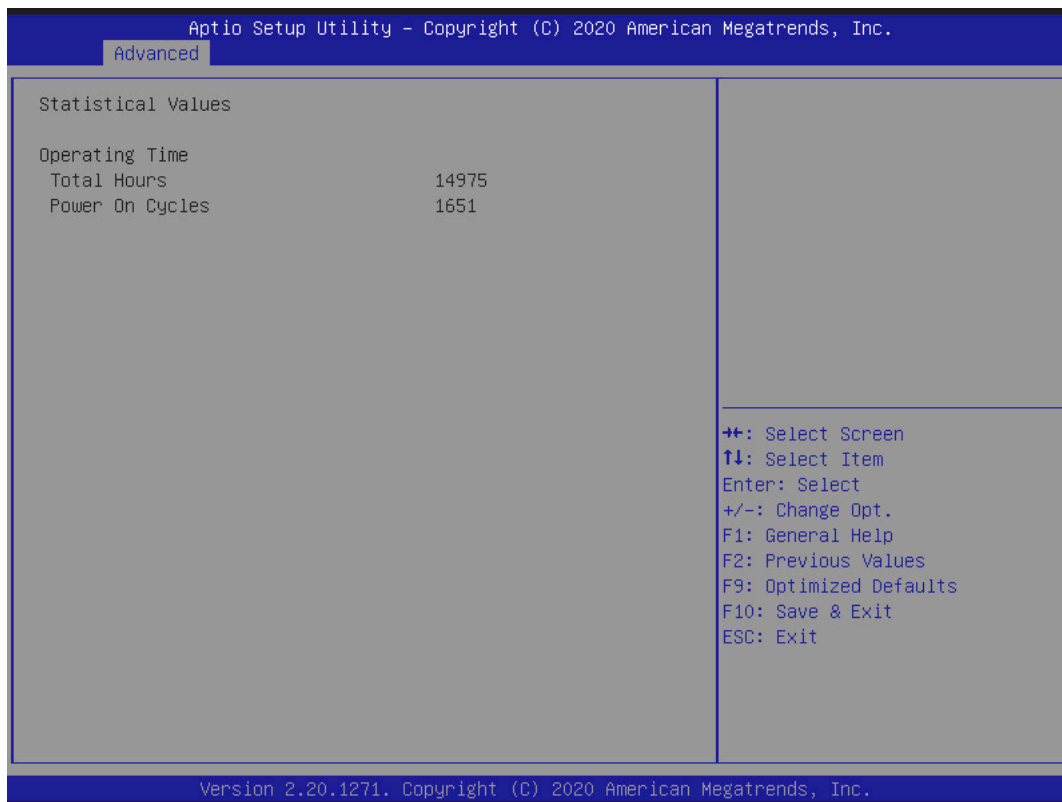 Aptio Setup Utility – Copyright (C) 2020 American Megatrends, Inc.
Advanced
Statistical Values
Operating Time
Total Hours 14975
Power On Cycles 1651
→←: Select Screen
↑↓: Select Item
Enter: Select
+/-: Change Opt.
F1: General Help
F2: Previous Values
F9: Optimized Defaults
F10: Save & Exit
ESC: Exit
Version 2.20.1271. Copyright (C) 2020 American Megatrends, Inc.